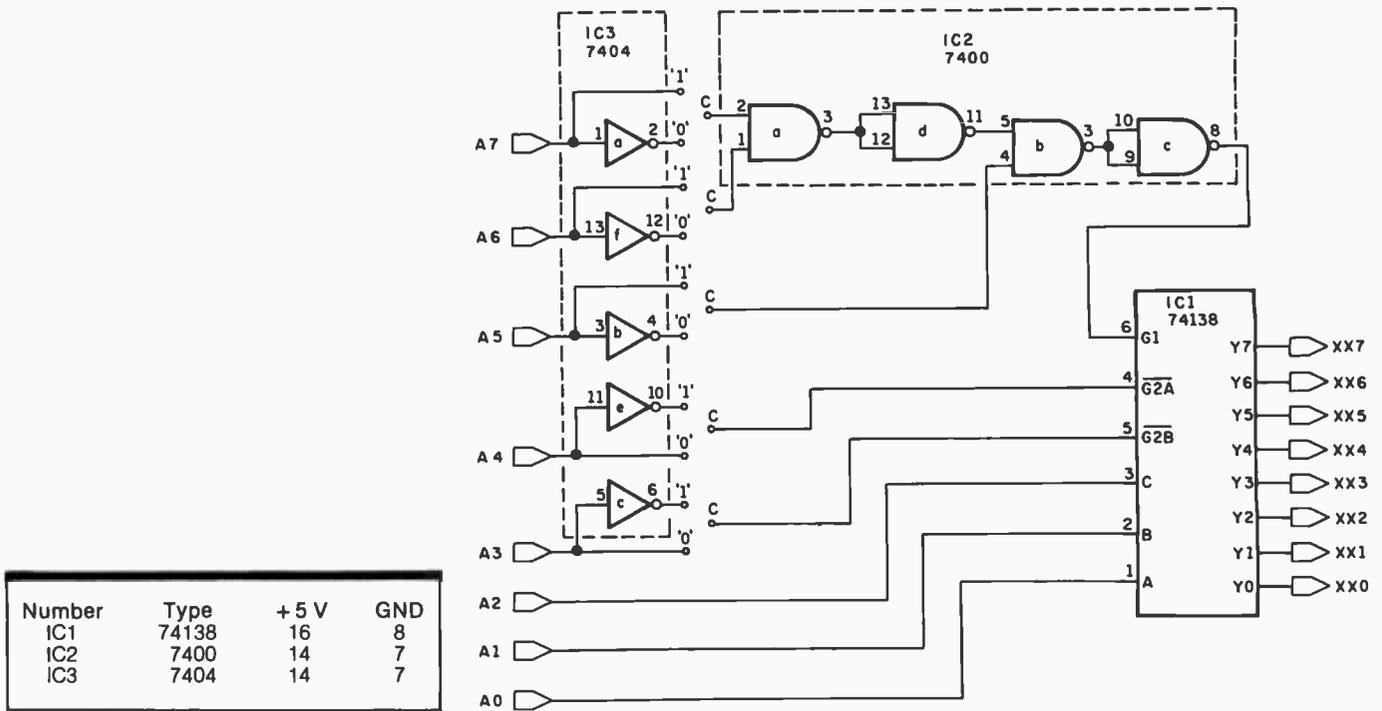 IC3
7404
IC2
7400
'1'
C
2
3
13
11
5
3
10
8
A7
1
a
2
'0'
1
a
12
d
4
b
9
c
'1'
C
A6
13
f
12
'0'
'1'
C
A5
3
b
4
'0'
IC1
74138
6
G1
Y7
XX7
11
e
10
'1'
4
G2A
Y6
XX6
C
Y5
XX5
A4
'0'
5
G2B
Y4
XX4
5
c
6
'1'
3
C
Y3
XX3
C
Y2
XX2
A3
'0'
2
B
Y1
XX1
1
A
Y0
XX0
A2
A1
A0
Number Type +5 V GND
IC1 74138 16 8
IC2 7400 14 7
IC3 7404 14 7